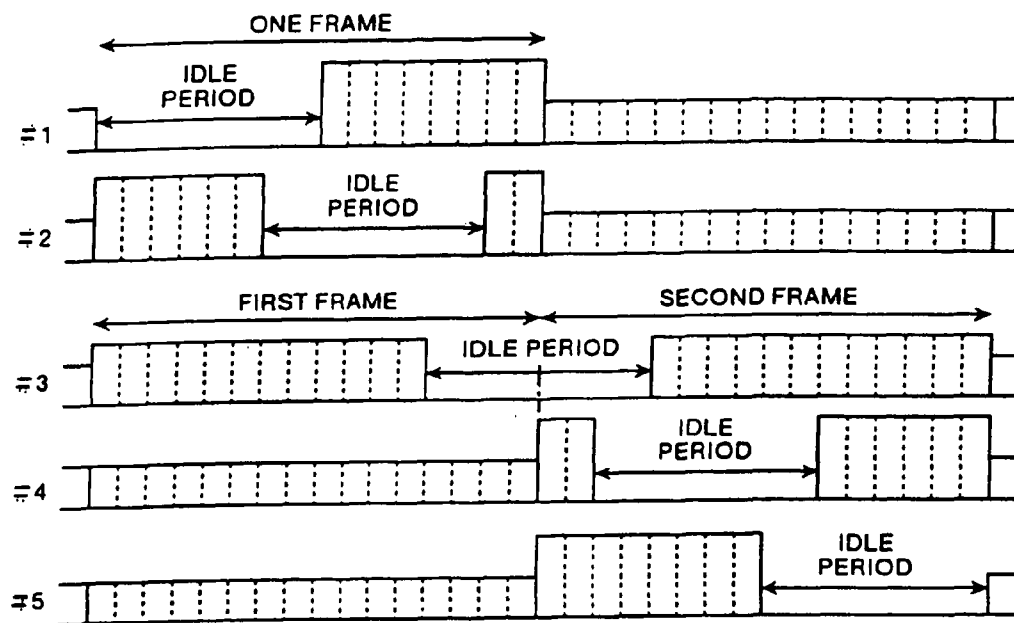 ONE FRAME
IDLE
PERIOD
#1
IDLE
PERIOD
#2
FIRST FRAME
SECOND FRAME
IDLE PERIOD
#3
IDLE
PERIOD
#4
IDLE
PERIOD
#5